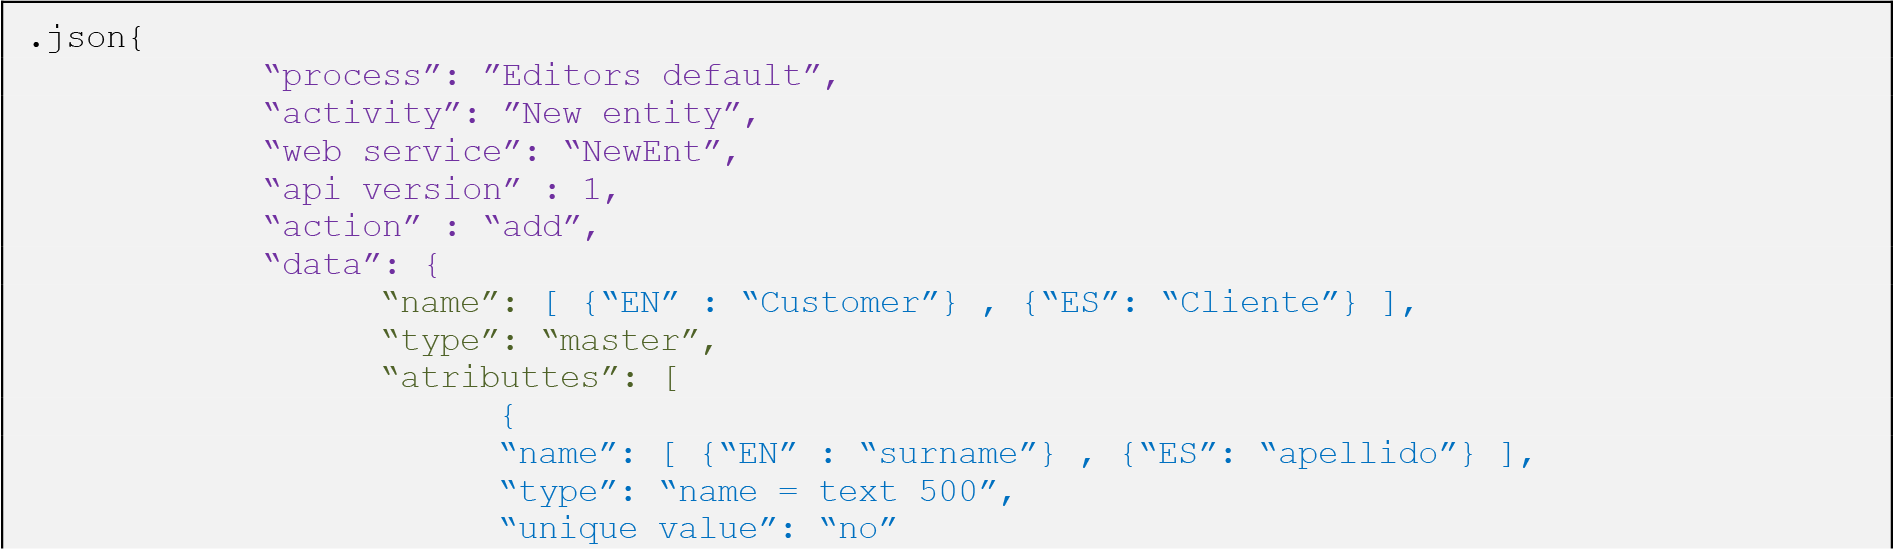 .json{
“process”: ”Editors default”,
“activity”: ”New entity”,
“web service”: “NewEnt”,
“api version” : 1,
“action” : “add”,
“data”: {
“name”: [ {“EN” : “Customer”} , {“ES”: “Cliente”} ],
“type”: “master”,
“atributtes”: [
{
“name”: [ {“EN” : “surname”} , {“ES”: “apellido”} ],
“type”: “name = text 500”,
“unique value”: “no”